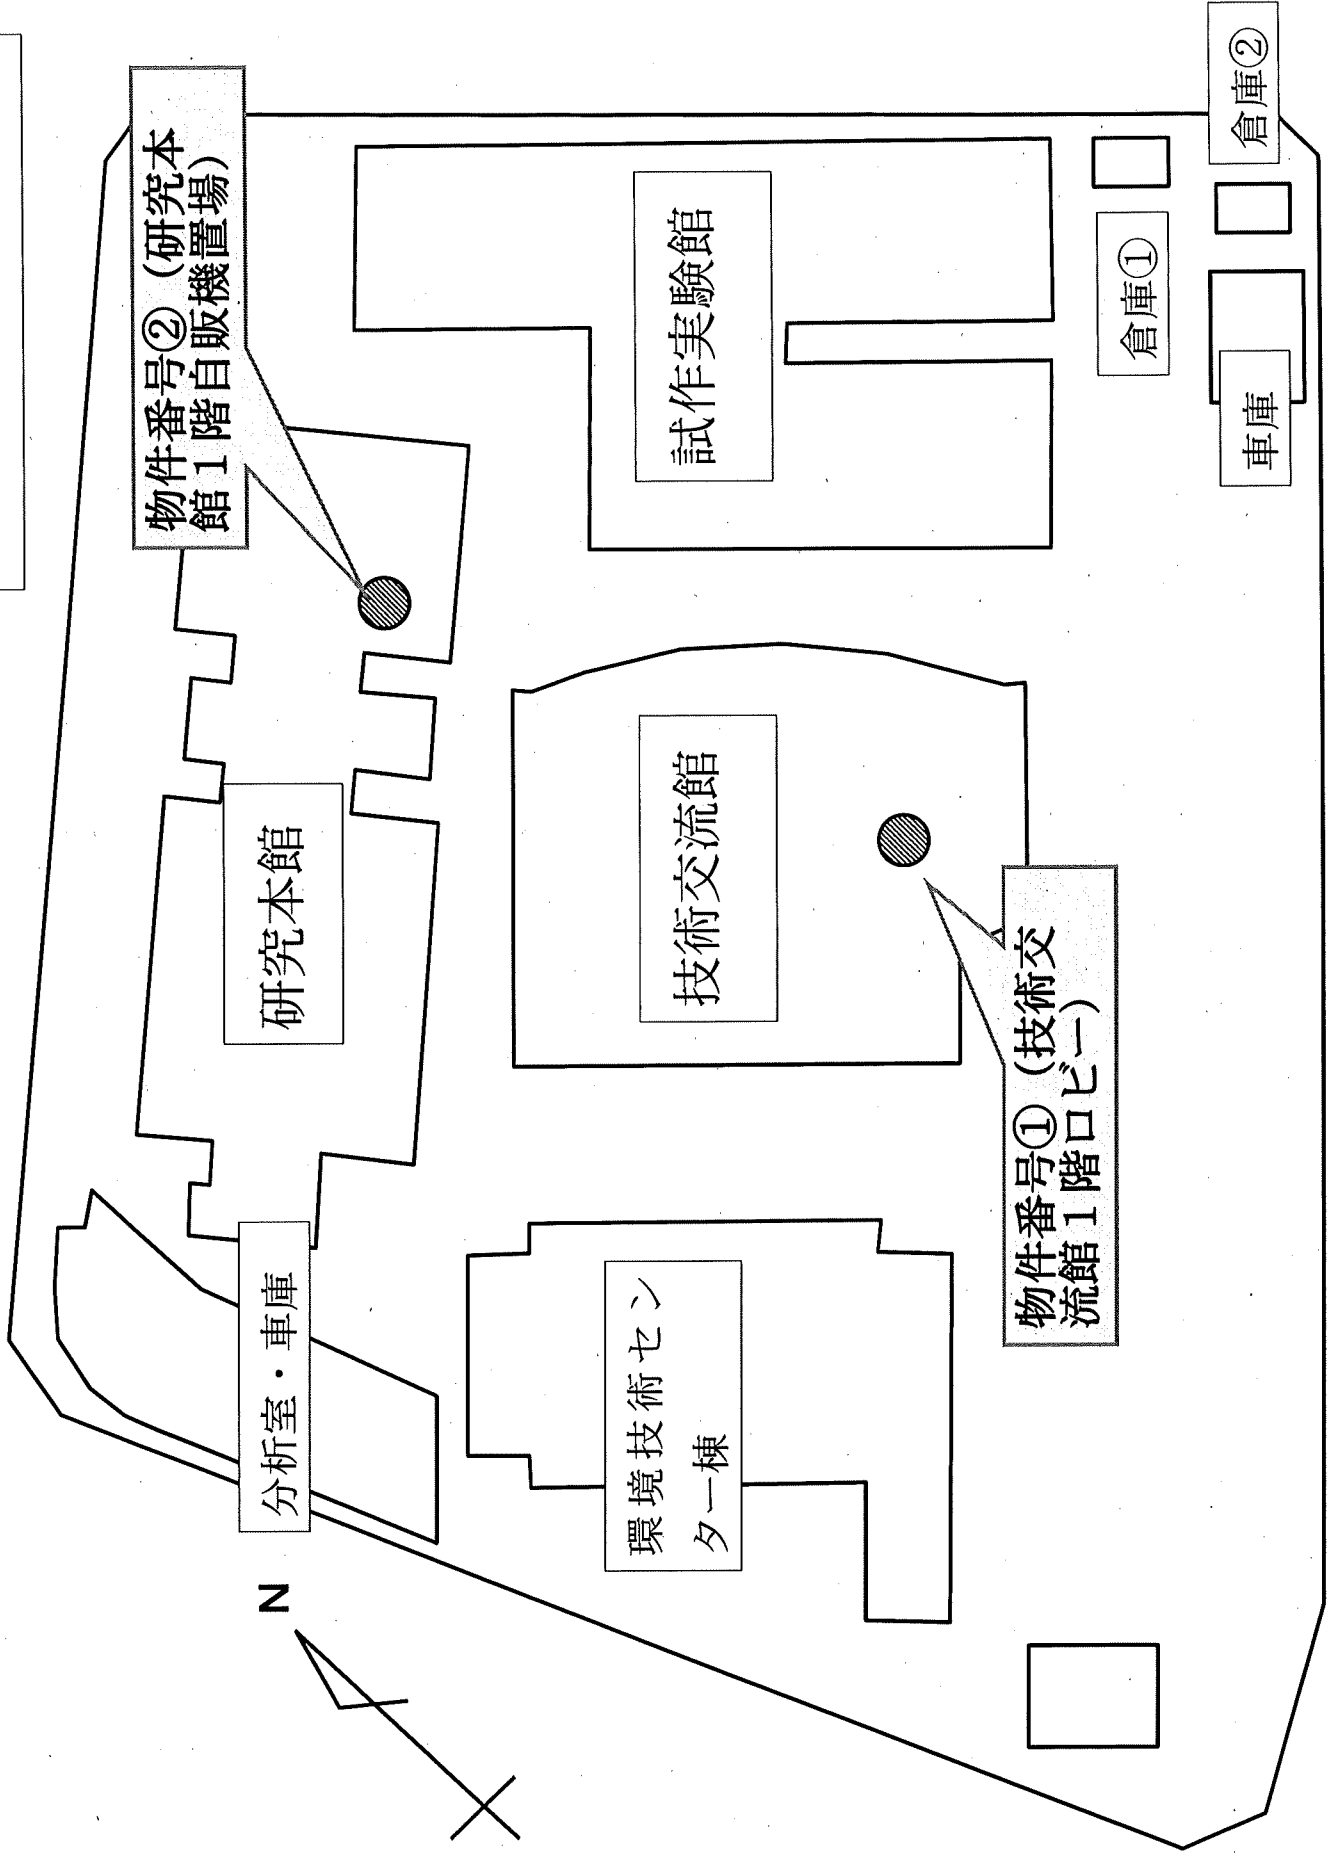 物件番号②（研究本
館１階自販機置場）
試作実験館
倉庫①
倉庫②
車庫
研究本館
技術交流館
物件番号①（技術交
流館１階ロビー）
分析室・車庫
環境技術セン
ター棟
N